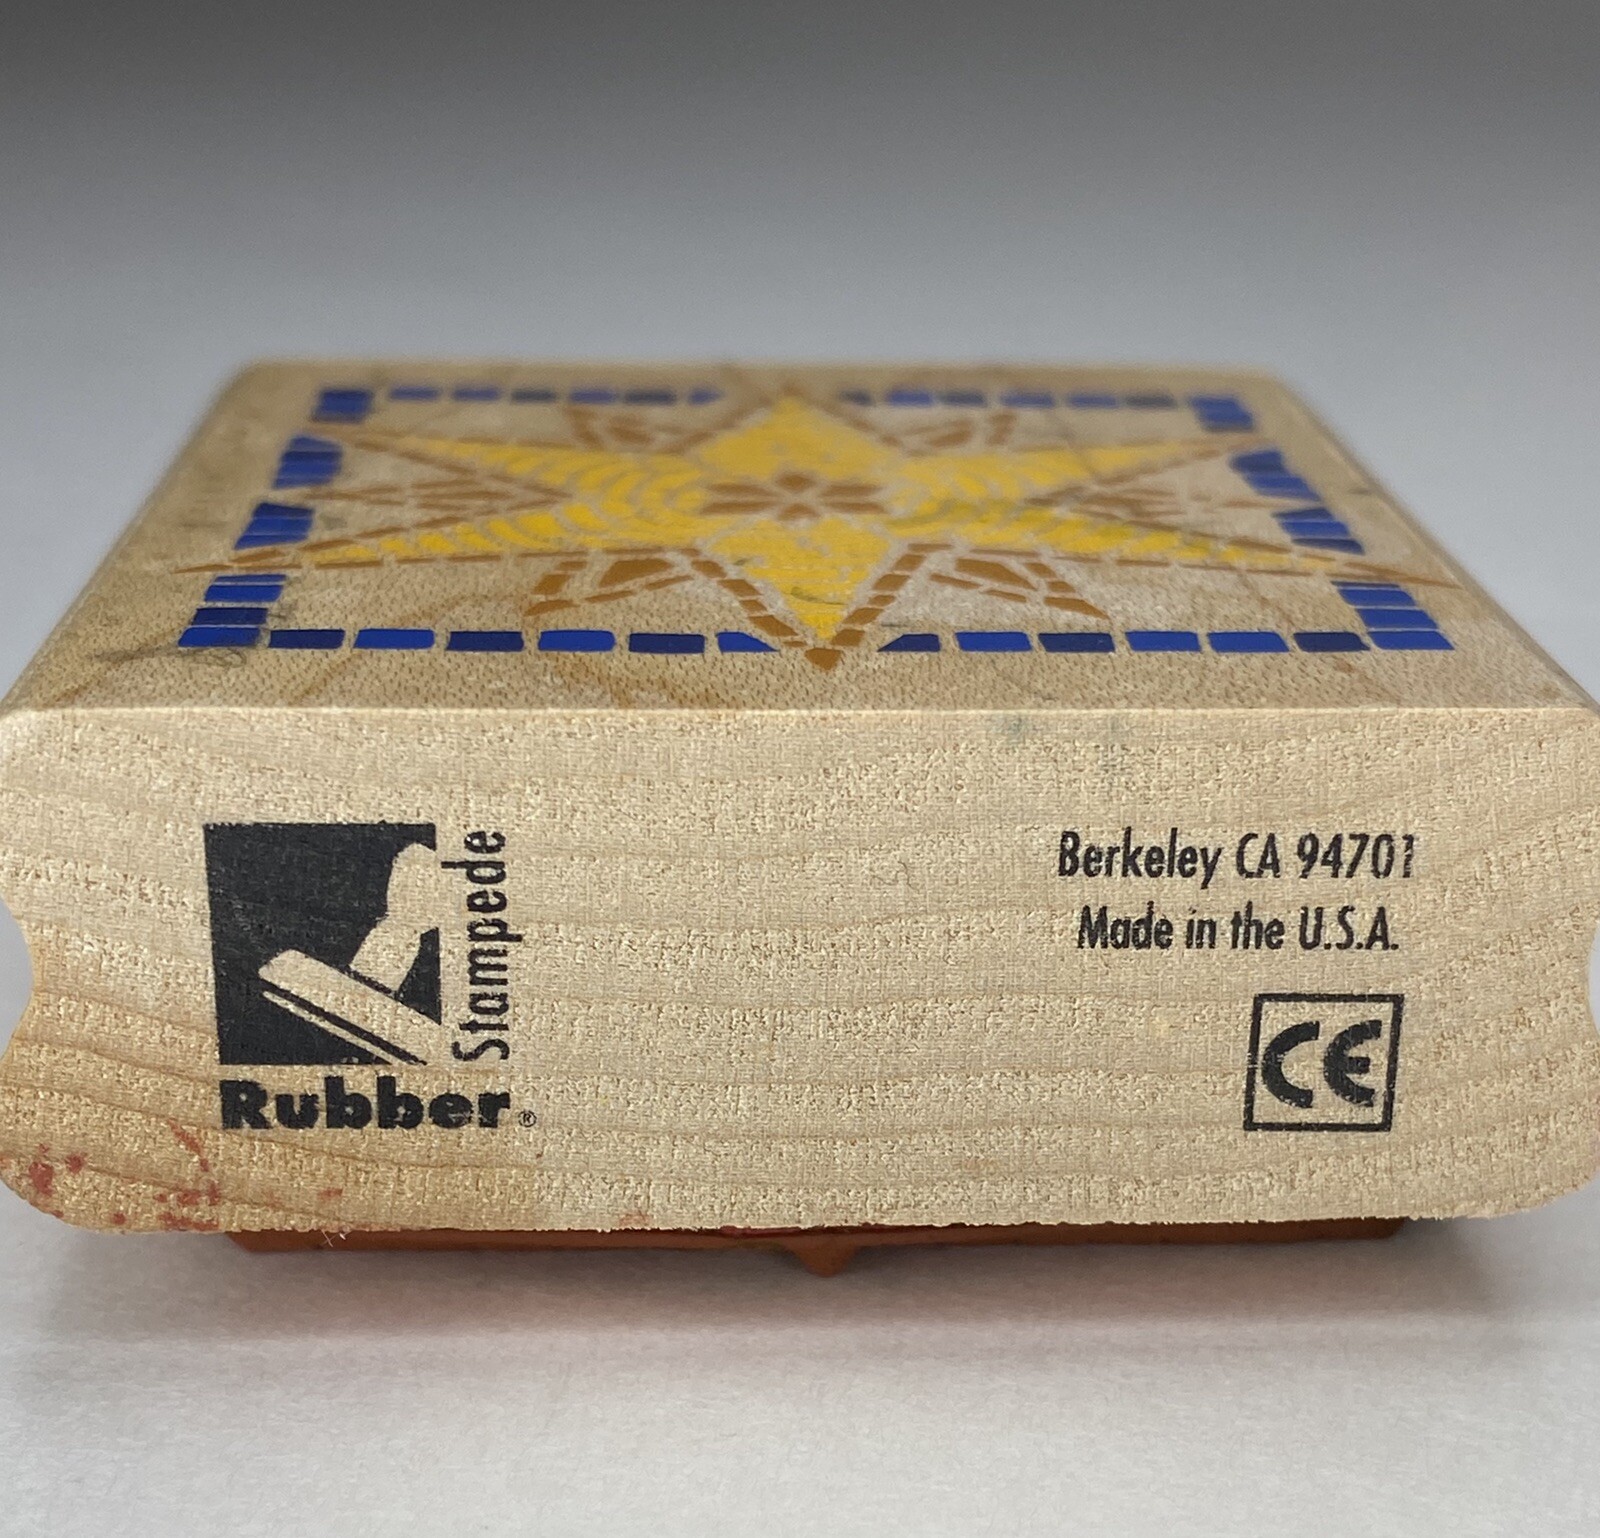 Stampede
Rubber®
Berkeley CA 94701
Made in the U.S.A.
CE